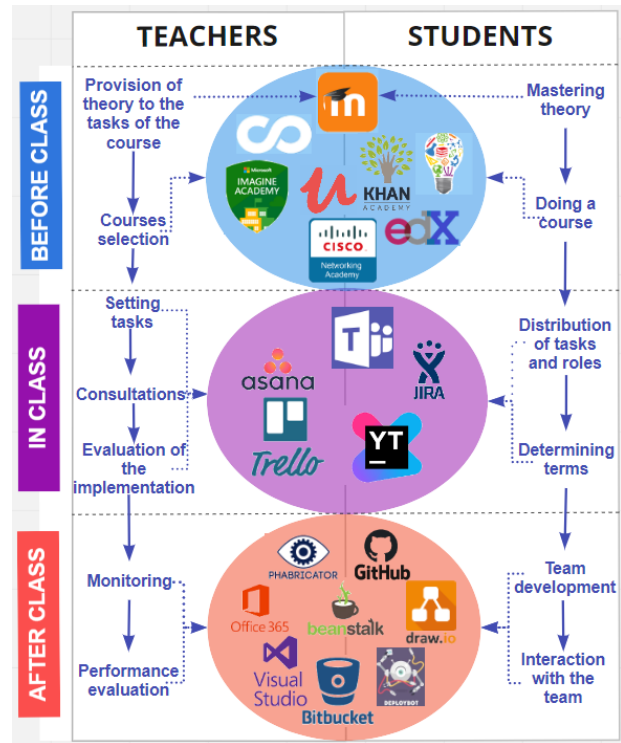 TEACHERS
STUDENTS
BEFORE CLASS
Provision of
theory to the
tasks of the
course
Courses
selection
m
Microsoft
IMAGINE
ACADEMY
u
KHAN
ACADEMY
edX
CISCO
Networking
Academy
Mastering
theory
Doing a
course
IN CLASS
Setting
tasks
Consultations
Evaluation of
the
implementation
T
asana
JIRA
Trello
YT
Distribution
of tasks
and roles
Determining
terms
AFTER CLASS
Monitoring
Performance
evaluation
PHABRICATOR
GitHub
Office 365
beanstalk
draw.io
Visual
Studio
Bitbucket
DEPLOYBOT
Team
development
Interaction
with the
team